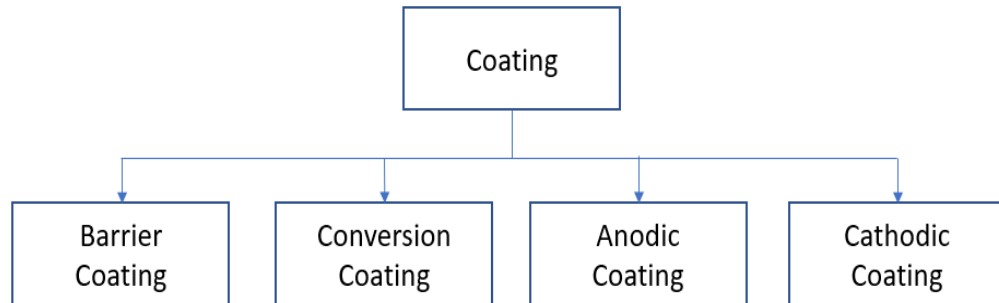 Coating
Barrier
Coating
Conversion
Coating
Anodic
Coating
Cathodic
Coating